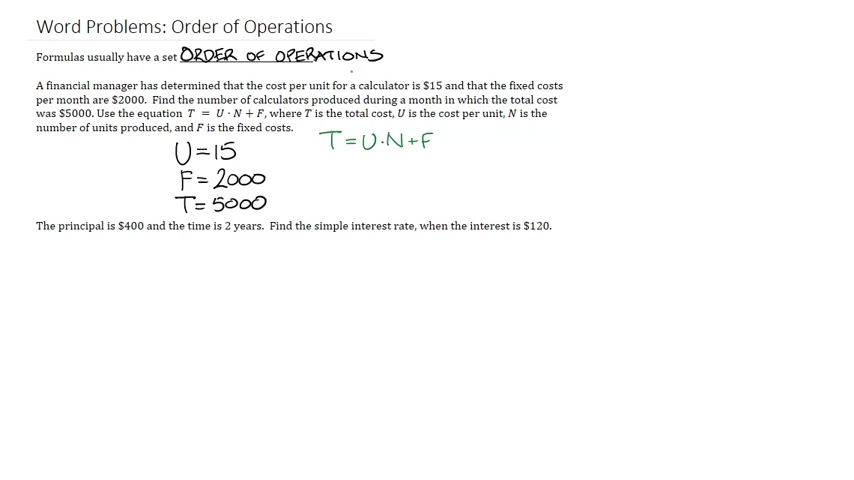 Word Problems: Order of Operations
Formulas usually have a set ORDER OF OPERATIONS
A financial manager has determined that the cost per unit for a calculator is $15 and that the fixed costs
per month are $2000. Find the number of calculators produced during a month in which the total cost
was $5000. Use the equation T = U · N + F, where T is the total cost, U is the cost per unit, N is the
number of units produced, and F is the fixed costs.
T = U · N + F
U = 15
F = 2000
T = 5000
The principal is $400 and the time is 2 years. Find the simple interest rate, when the interest is $120.